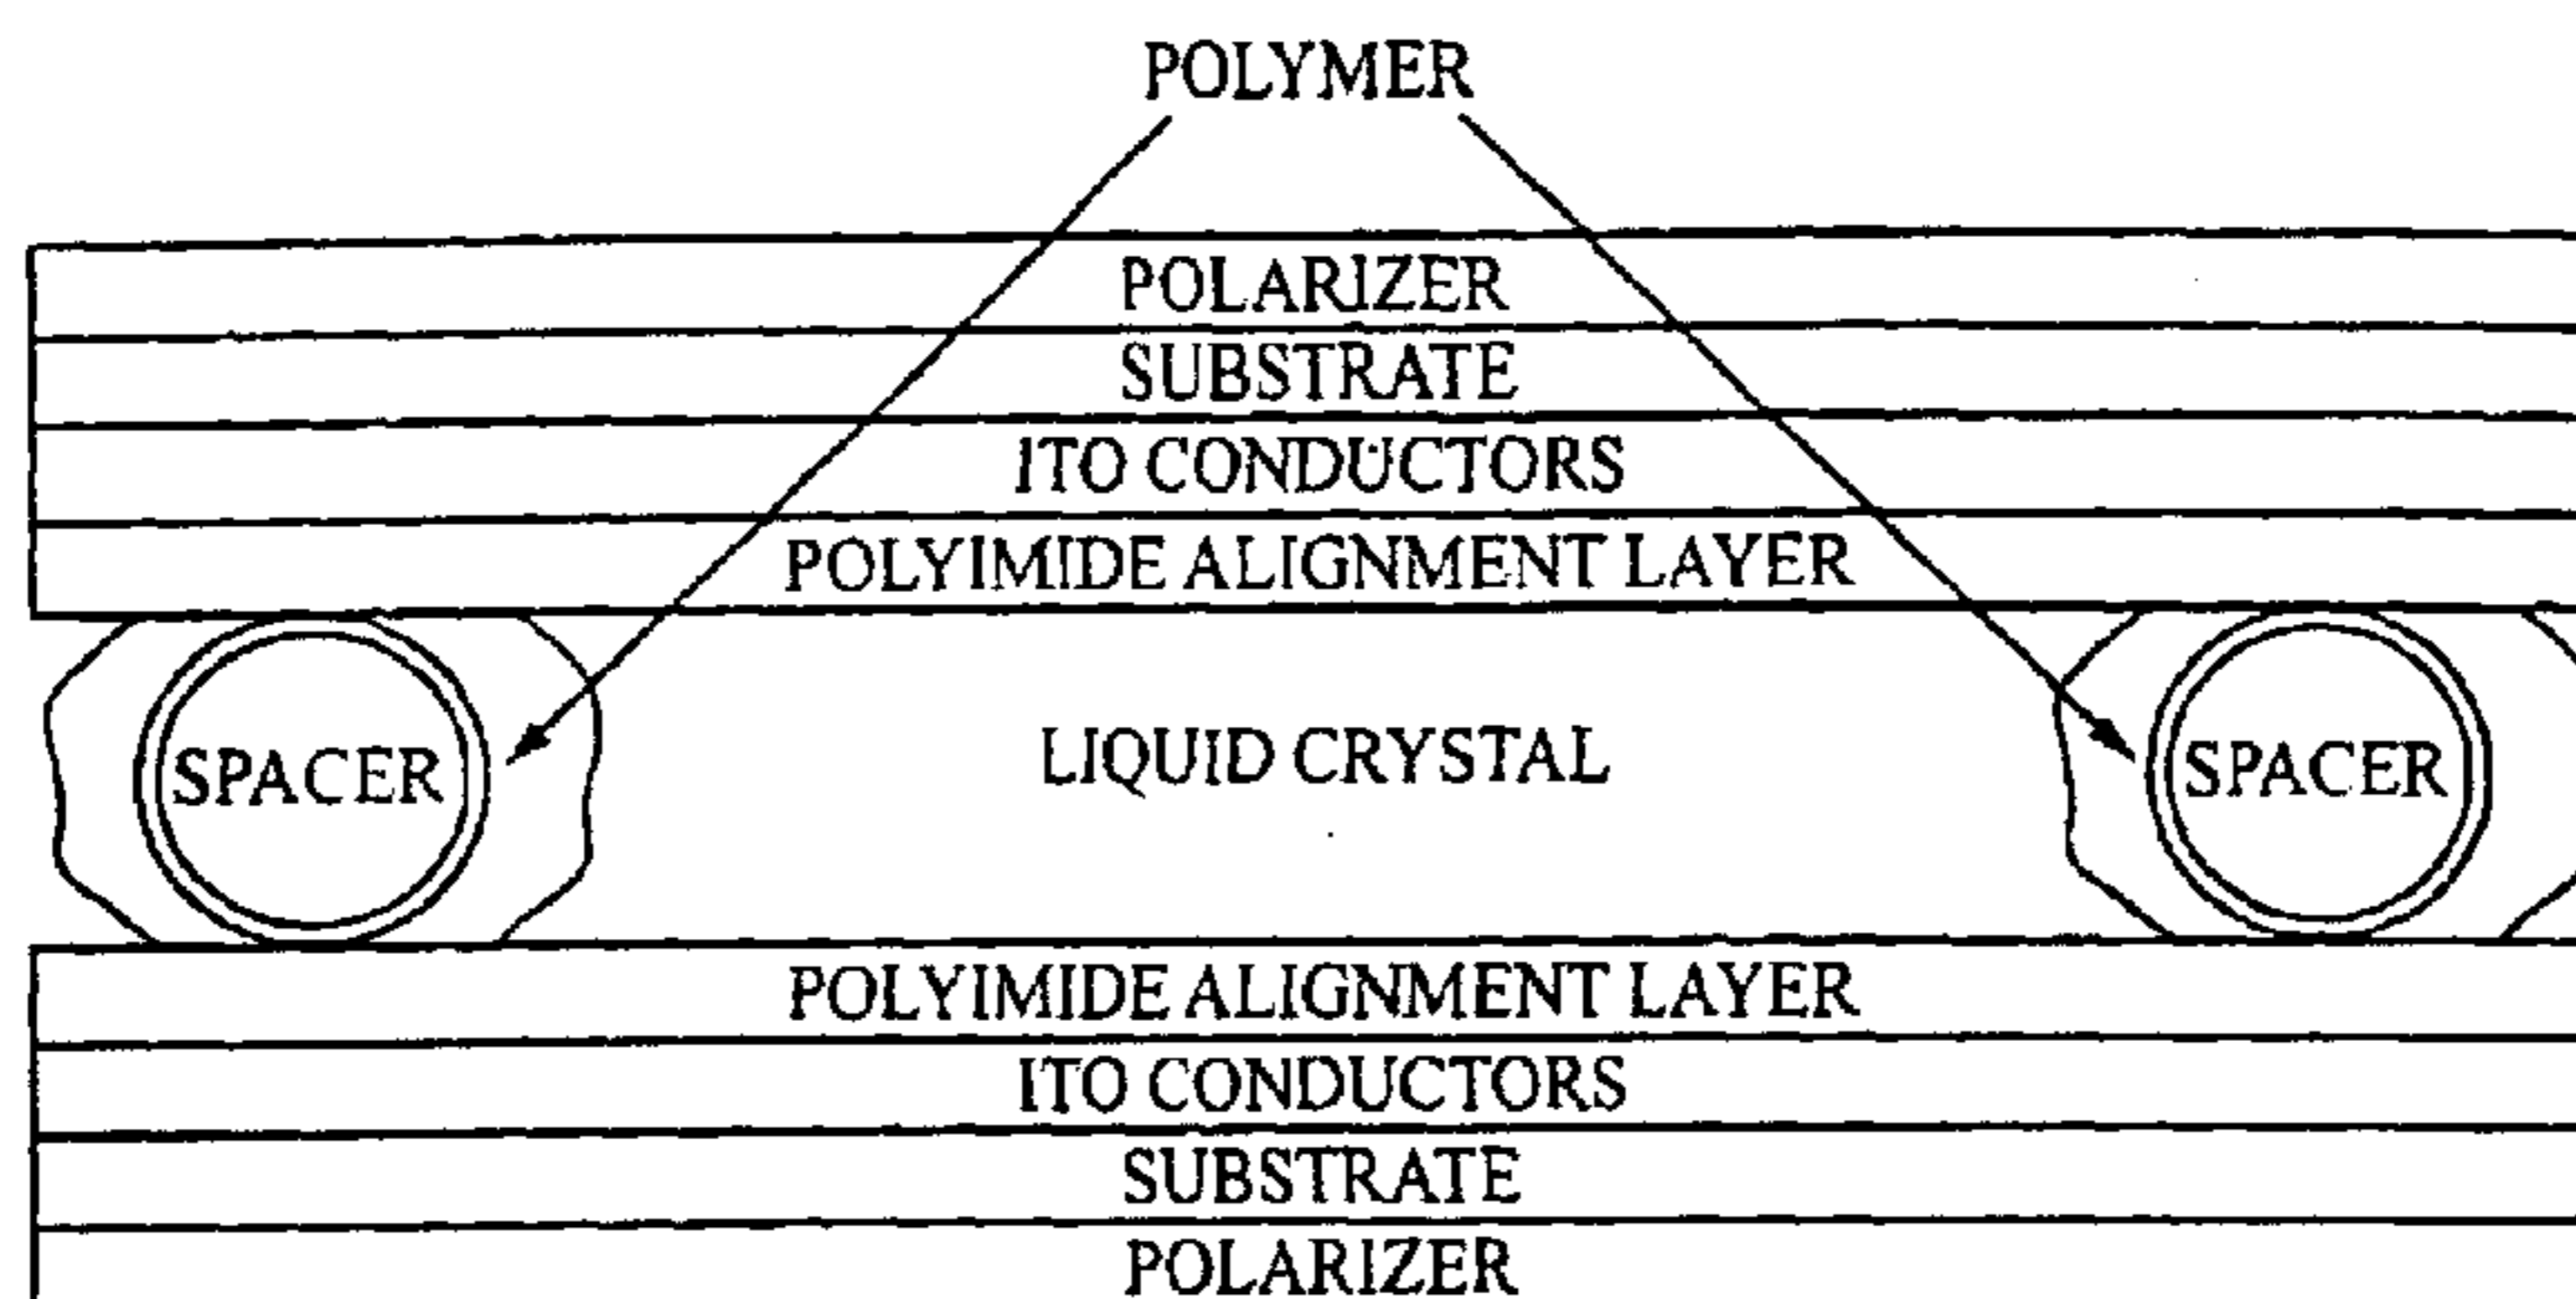 POLYMER
POLARIZER
SUBSTRATE
ITO CONDUCTORS
POLYIMIDE ALIGNMENT LAYER
SPACER LIQUID CRYSTAL SPACER
POLYIMIDE ALIGNMENT LAYER
ITO CONDUCTORS
SUBSTRATE
POLARIZER